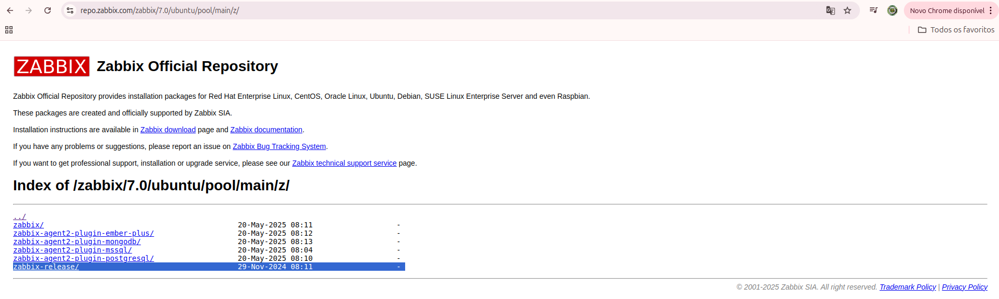 repo.zabbix.com/zabbix/7.0/ubuntu/pool/main/z/
Novo Chrome disponível
Todos os favoritos
ZABBIX Zabbix Official Repository
Zabbix Official Repository provides installation packages for Red Hat Enterprise Linux, CentOS, Oracle Linux, Ubuntu, Debian, SUSE Linux Enterprise Server and even Raspbian.
These packages are created and officially supported by Zabbix SIA.
Installation instructions are available in Zabbix download page and Zabbix documentation.
If you have any problems or suggestions, please report an issue on Zabbix Bug Tracking System.
If you want to get professional support, installation or upgrade service, please see our Zabbix technical support service page.
Index of /zabbix/7.0/ubuntu/pool/main/z/
../
zabbix/ 20-May-2025 08:11 -
zabbix-agent2-plugin-ember-plus/ 20-May-2025 08:12 -
zabbix-agent2-plugin-mongodb/ 20-May-2025 08:13 -
zabbix-agent2-plugin-mssql/ 20-May-2025 08:04 -
zabbix-agent2-plugin-postgresql/ 20-May-2025 08:10 -
zabbix-release/ 29-Nov-2024 08:11 -
© 2001-2025 Zabbix SIA. All right reserved. Trademark Policy | Privacy Policy